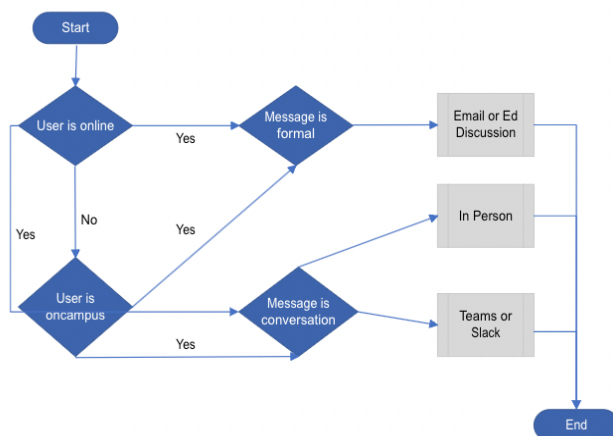 Start
User is online
Yes
Message is
formal
Email or Ed
Discussion
No
Yes
Yes
In Person
User is
oncampus
Message is
conversation
Teams or
Slack
Yes
End